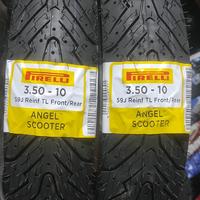 PIRELLI
3.50 - 10
59J Reinf TL Front/Rear
ANGEL
SCOOTER
PIRELLI
3.50 - 10
59J Reinf TL Front/Rear
ANGEL
SCOOTER